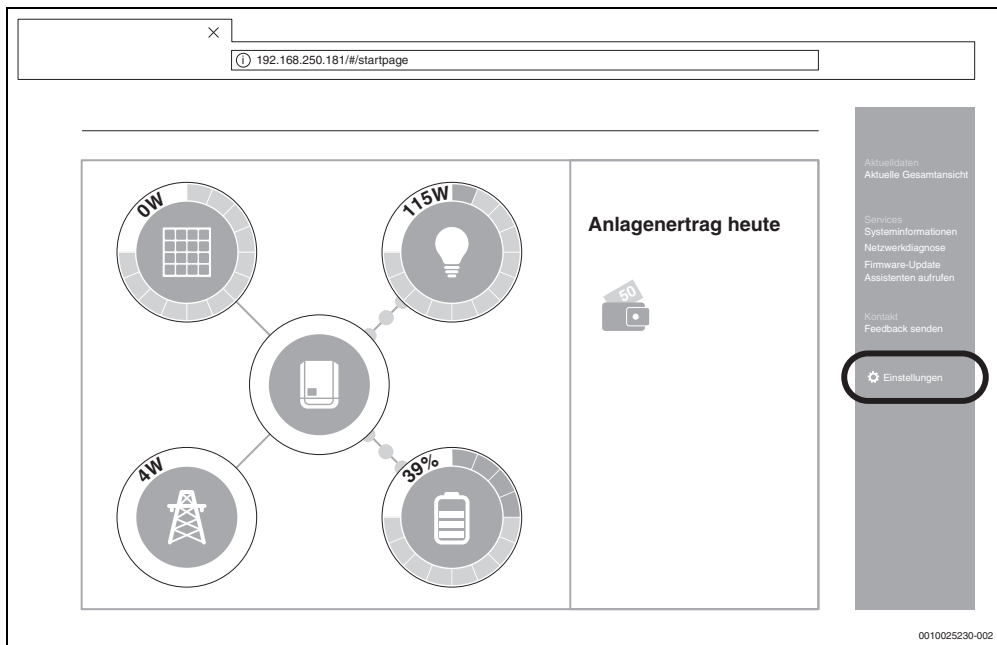 192.168.250.181/#/startpage
0W
115W
4W
39%
Anlagenertrag heute
50
Aktuelldaten
Aktuelle Gesamtansicht
Services
Systeminformationen
Netzwerkdiagnose
Firmware-Update
Assistenten aufrufen
Kontakt
Feedback senden
Einstellungen
0010025230-002